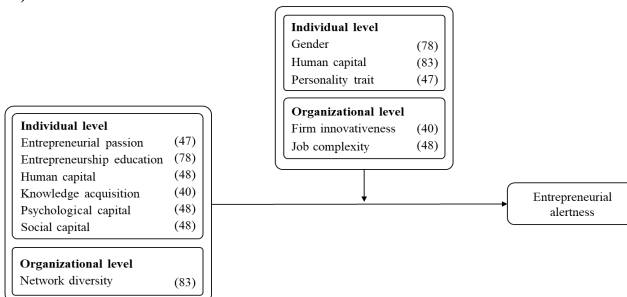 Individual level
Gender (78)
Human capital (83)
Personality trait (47)
Organizational level
Firm innovativeness (40)
Job complexity (48)
Individual level
Entrepreneurial passion (47)
Entrepreneurship education (78)
Human capital (48)
Knowledge acquisition (40)
Psychological capital (48)
Social capital (48)
Organizational level
Network diversity (83)
Entrepreneurial
alertness